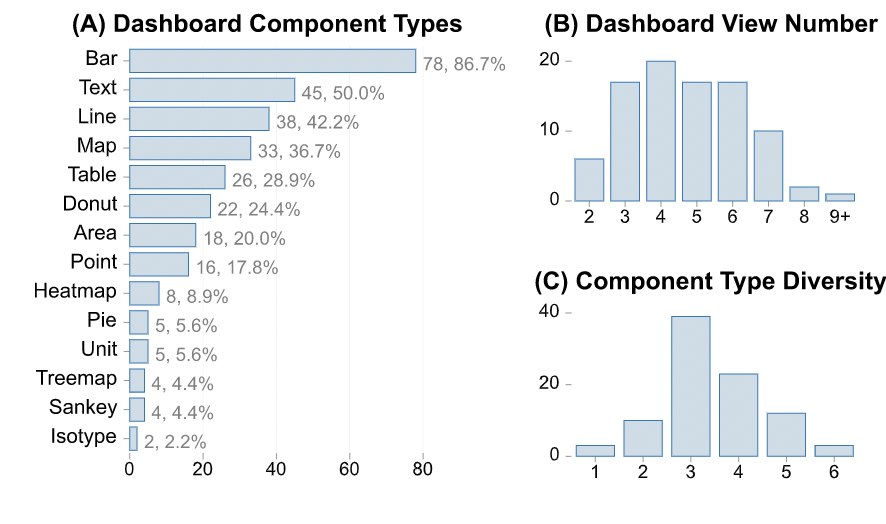 (A) Dashboard Component Types
Bar 78, 86.7%
Text 45, 50.0%
Line 38, 42.2%
Map 33, 36.7%
Table 26, 28.9%
Donut 22, 24.4%
Area 18, 20.0%
Point 16, 17.8%
Heatmap 8, 8.9%
Pie 5, 5.6%
Unit 5, 5.6%
Treemap 4, 4.4%
Sankey 4, 4.4%
Isotype 2, 2.2%
0 20 40 60 80
(B) Dashboard View Number
20
10
0
2 3 4 5 6 7 8 9+
(C) Component Type Diversity
40
20
0
1 2 3 4 5 6